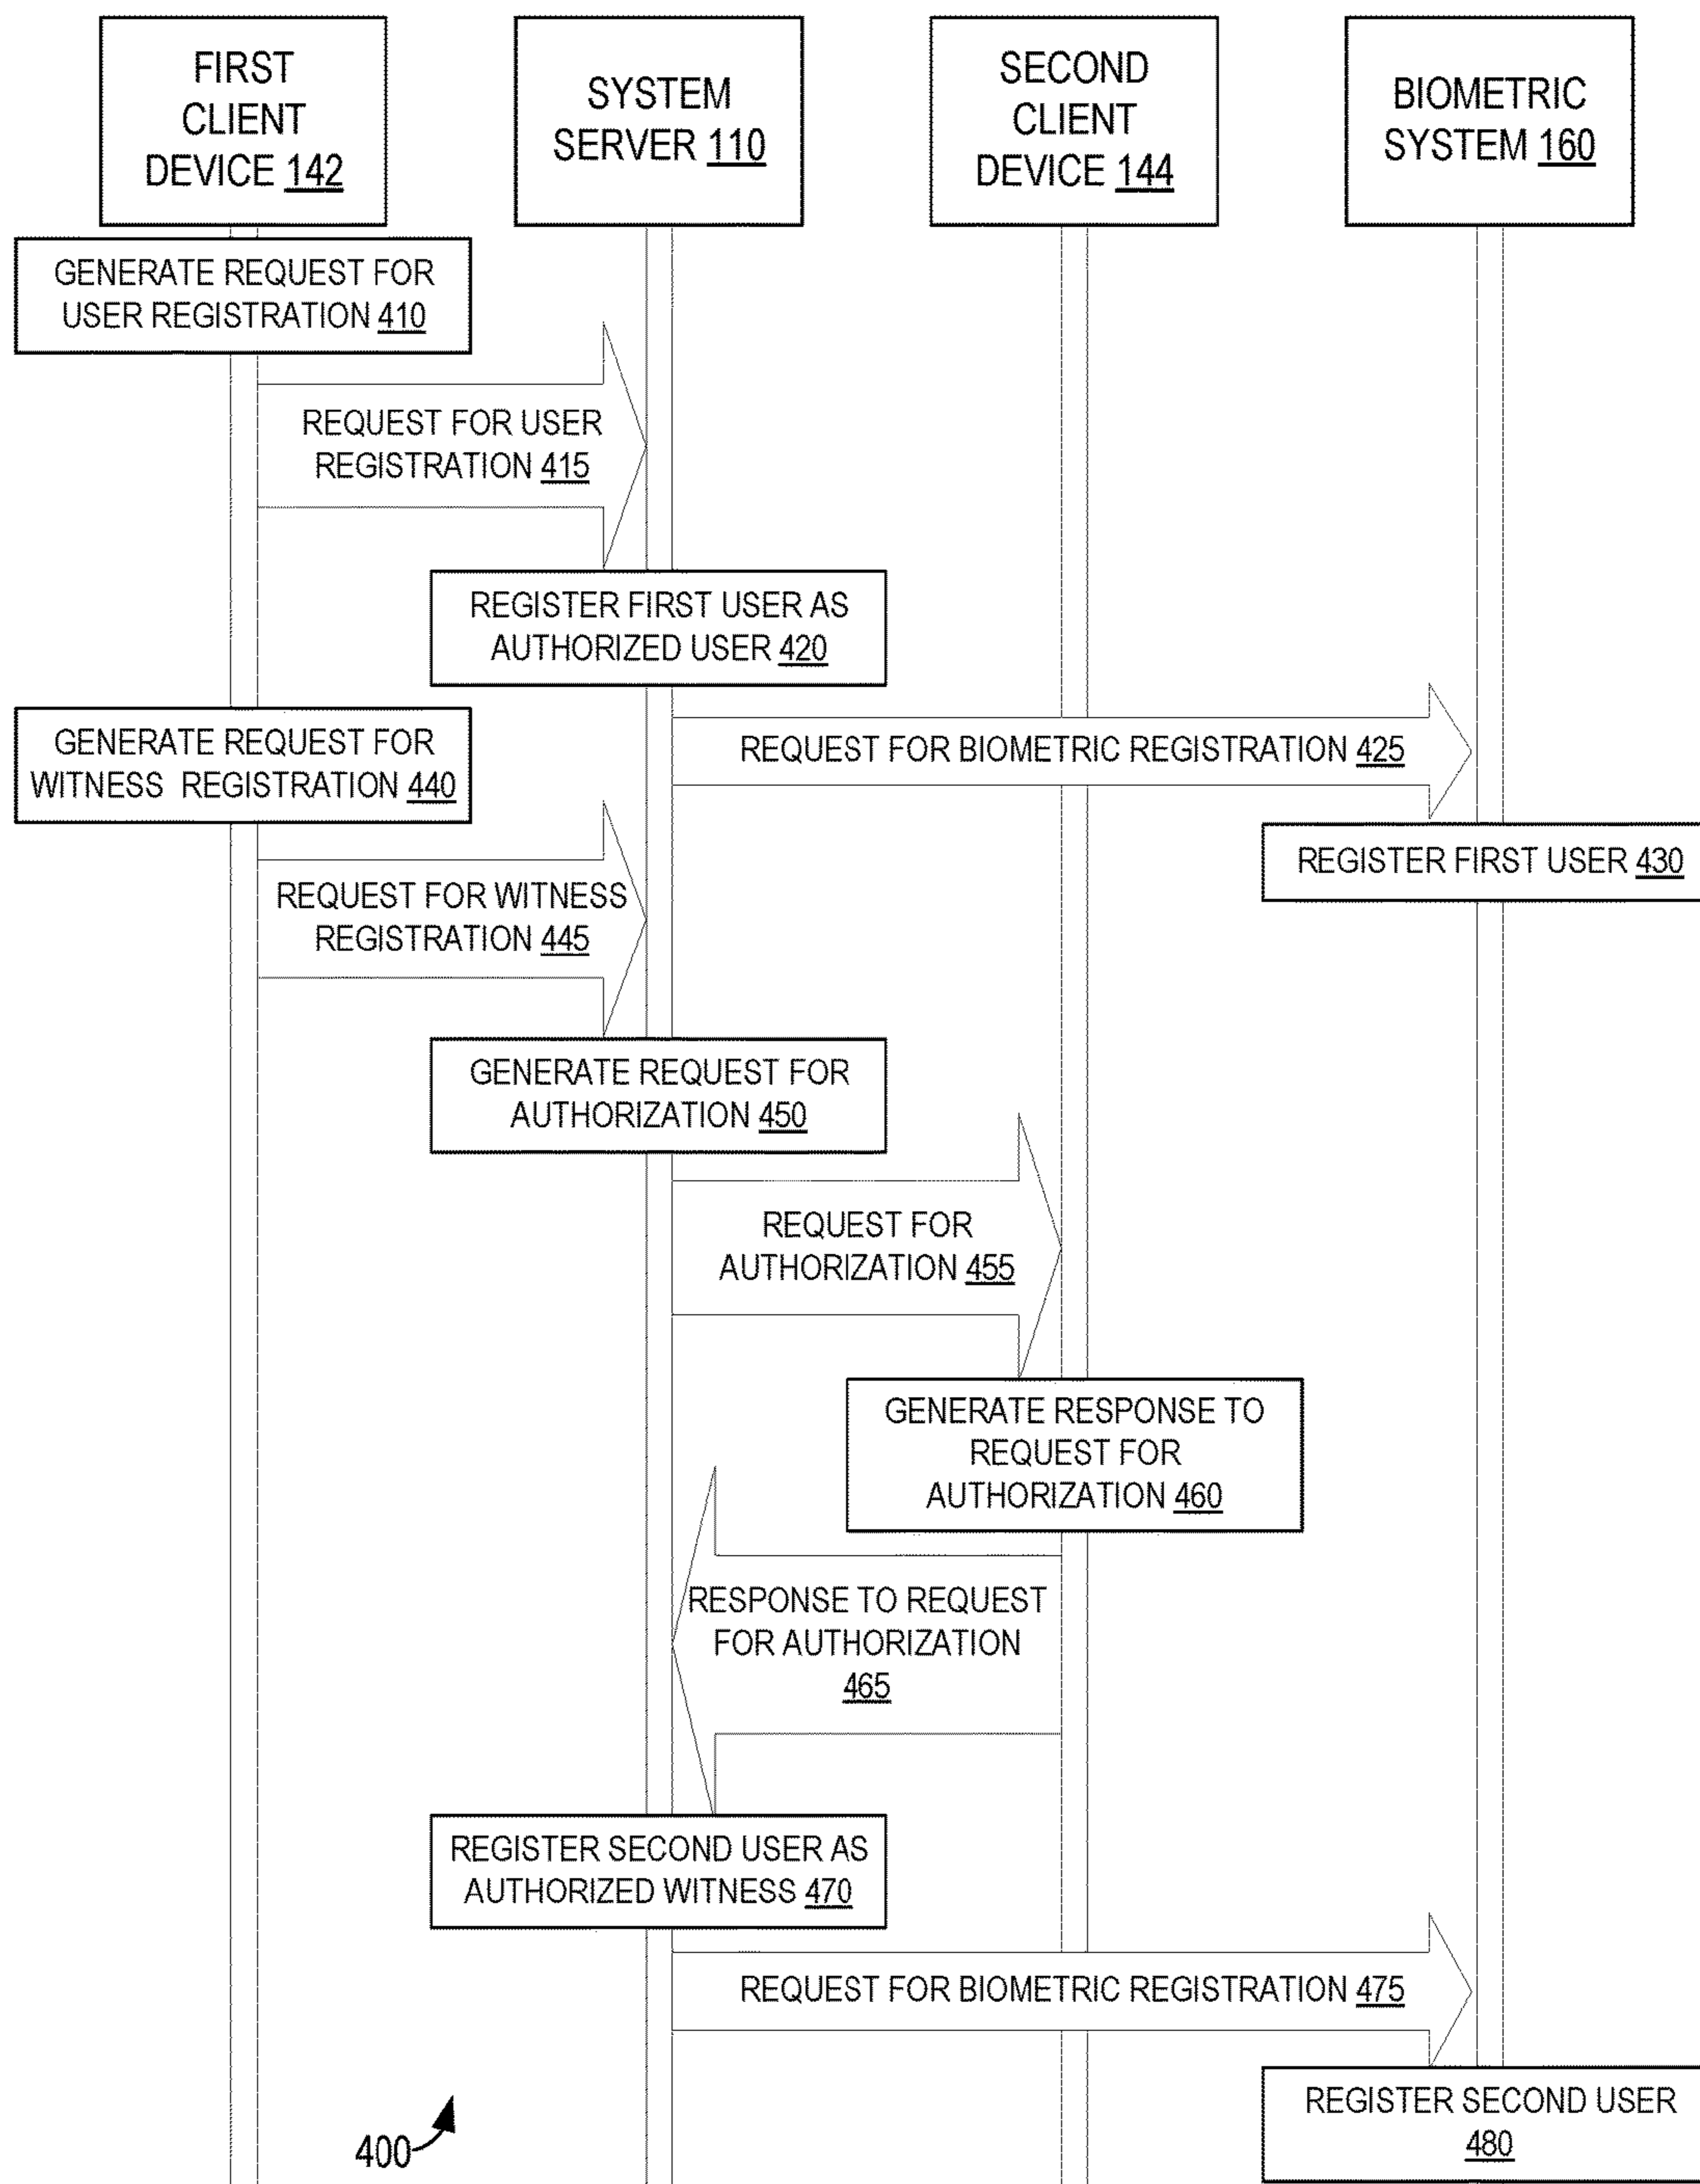 FIRST
CLIENT
DEVICE 142
SYSTEM
SERVER 110
SECOND
CLIENT
DEVICE 144
BIOMETRIC
SYSTEM 160
GENERATE REQUEST FOR
USER REGISTRATION 410
REQUEST FOR USER
REGISTRATION 415
REGISTER FIRST USER AS
AUTHORIZED USER 420
REQUEST FOR BIOMETRIC REGISTRATION 425
GENERATE REQUEST FOR
WITNESS REGISTRATION 440
REGISTER FIRST USER 430
REQUEST FOR WITNESS
REGISTRATION 445
GENERATE REQUEST FOR
AUTHORIZATION 450
REQUEST FOR
AUTHORIZATION 455
GENERATE RESPONSE TO
REQUEST FOR
AUTHORIZATION 460
RESPONSE TO REQUEST
FOR AUTHORIZATION
465
REGISTER SECOND USER AS
AUTHORIZED WITNESS 470
REQUEST FOR BIOMETRIC REGISTRATION 475
REGISTER SECOND USER
480
400